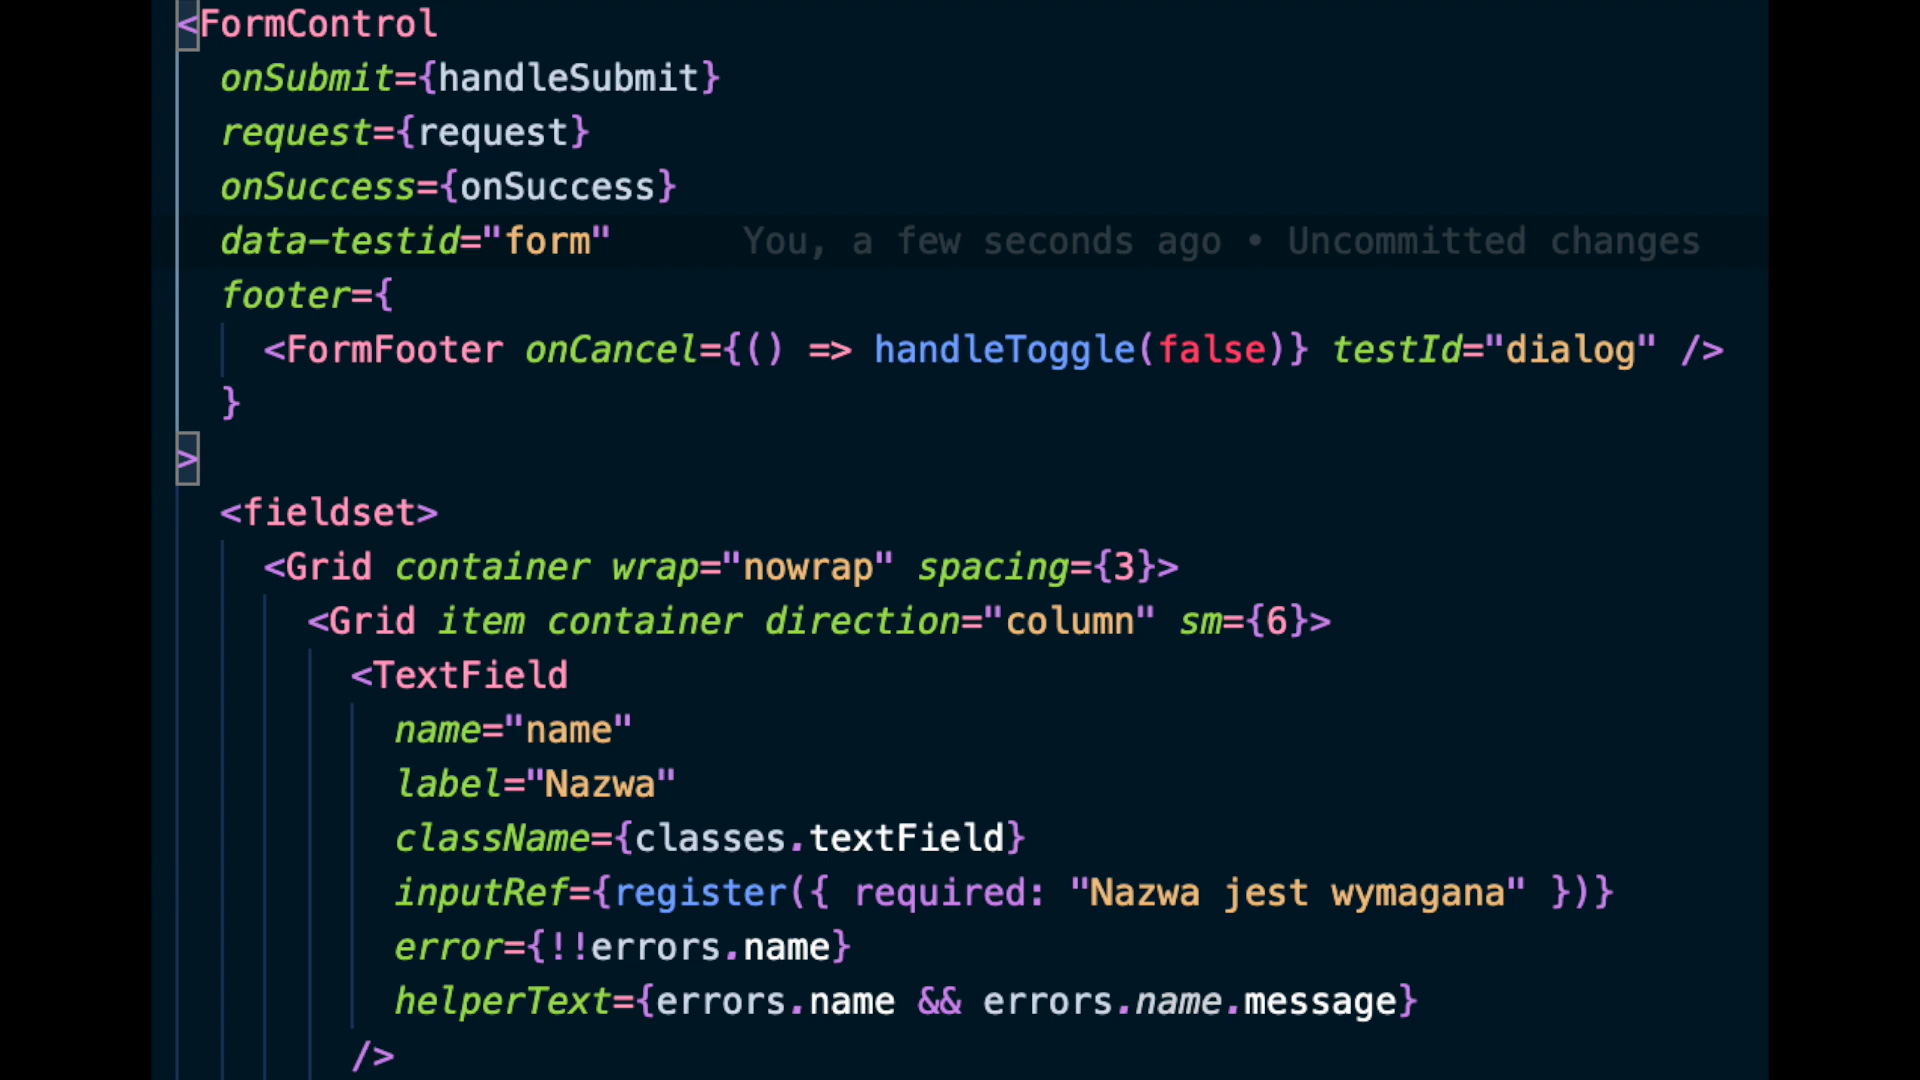 <FormControl
onSubmit={handleSubmit}
request={request}
onSuccess={onSuccess}
data-testid="form" You, a few seconds ago • Uncommitted changes
footer={
<FormFooter onCancel={() => handleToggle(false)} testId="dialog" />
}
>
<fieldset>
<Grid container wrap="nowrap" spacing={3}>
<Grid item container direction="column" sm={6}>
<TextField
name="name"
label="Nazwa"
className={classes.textField}
inputRef={register({ required: "Nazwa jest wymagana" })}
error={!!errors.name}
helperText={errors.name && errors.name.message}
/>